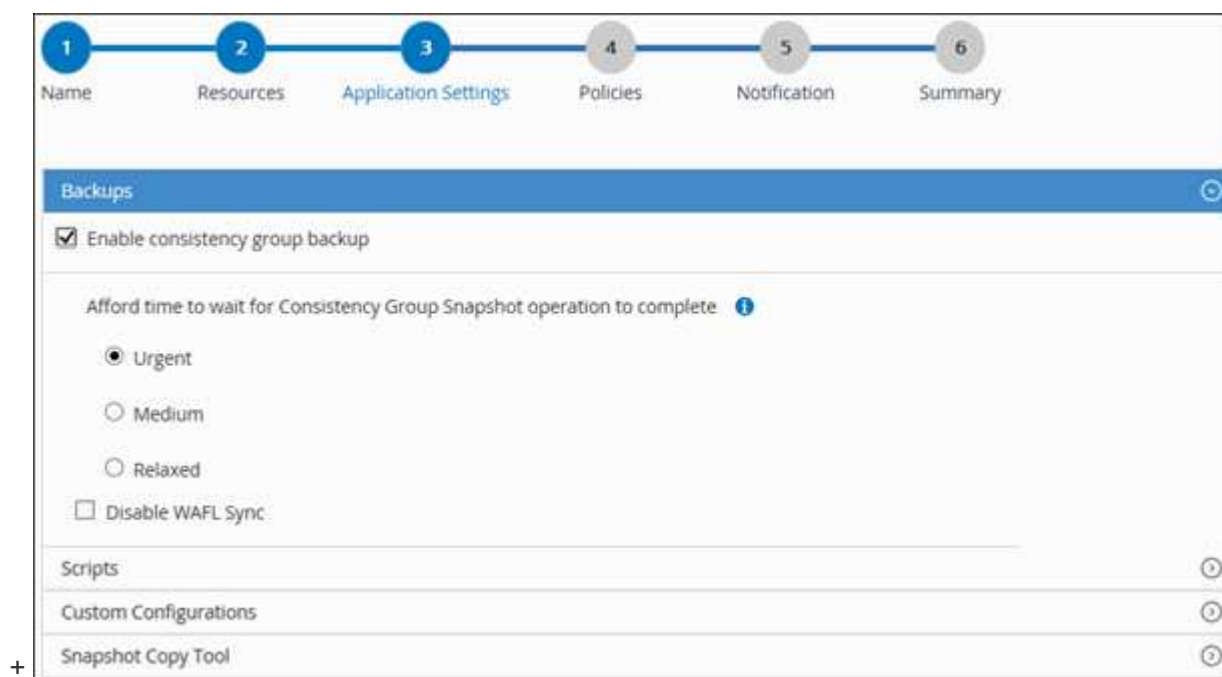 1 2 3 4 5 6
Name Resources Application Settings Policies Notification Summary
Backups
Enable consistency group backup
Afford time to wait for Consistency Group Snapshot operation to complete
Urgent
Medium
Relaxed
Disable WAFL Sync
Scripts
Custom Configurations
+ Snapshot Copy Tool